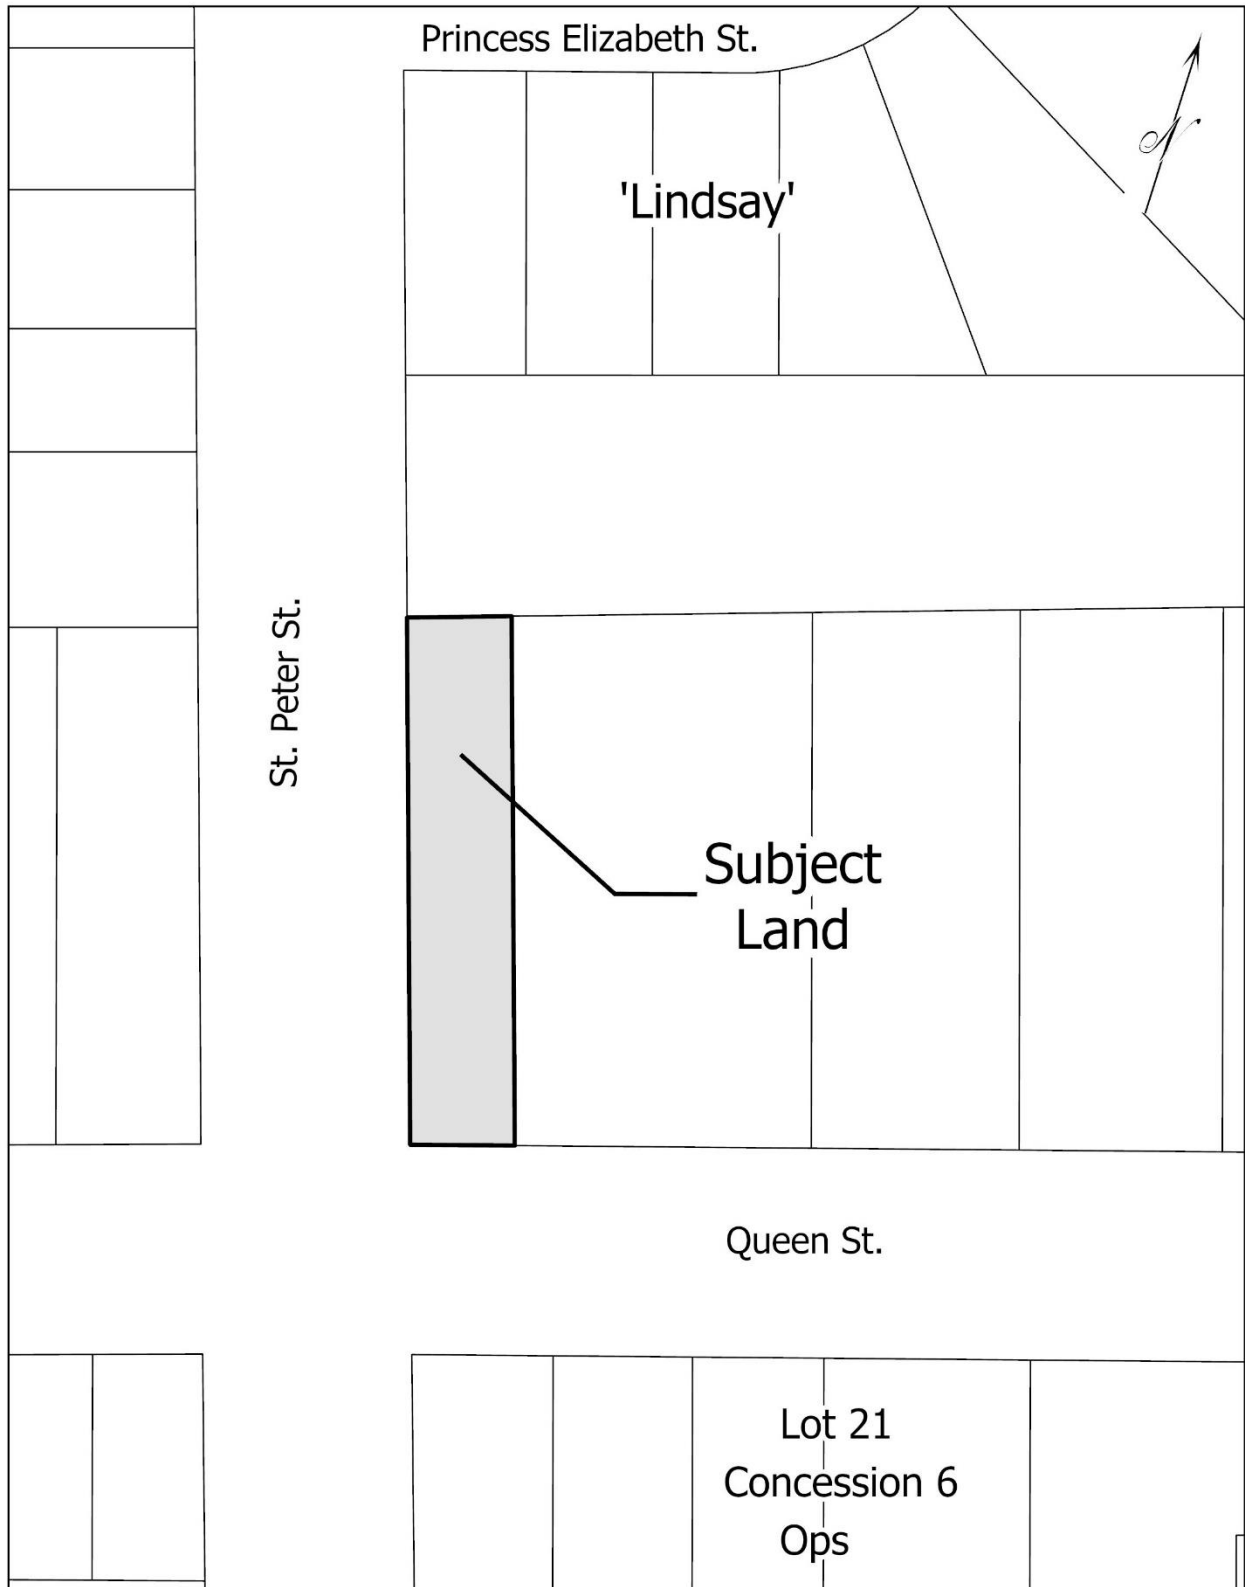 Princess Elizabeth St.
'Lindsay'
N
St. Peter St.
Subject
Land
Queen St.
Lot 21
Concession 6
Ops